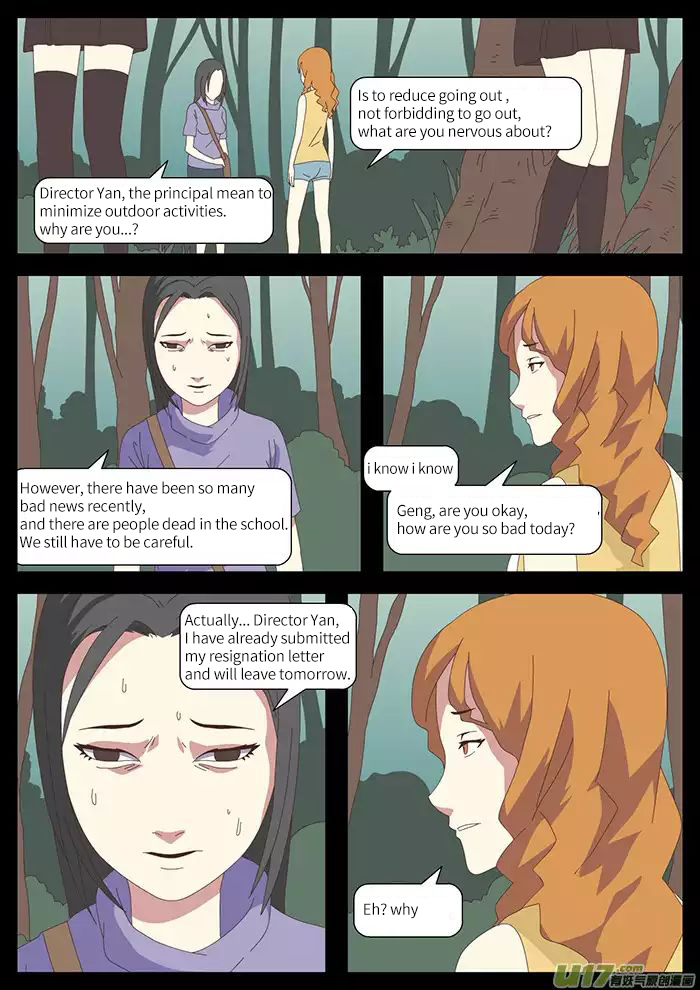 Is to reduce going out ,
not forbidding to go out,
what are you nervous about?
Director Yan, the principal mean to
minimize outdoor activities.
why are you...?
However, there have been so many
bad news recently,
and there are people dead in the school.
We still have to be careful.
i know i know
Geng, are you okay,
how are you so bad today?
Actually... Director Yan,
I have already submitted
my resignation letter
and will leave tomorrow.
Eh? why
U17.com
有妖气原创漫画